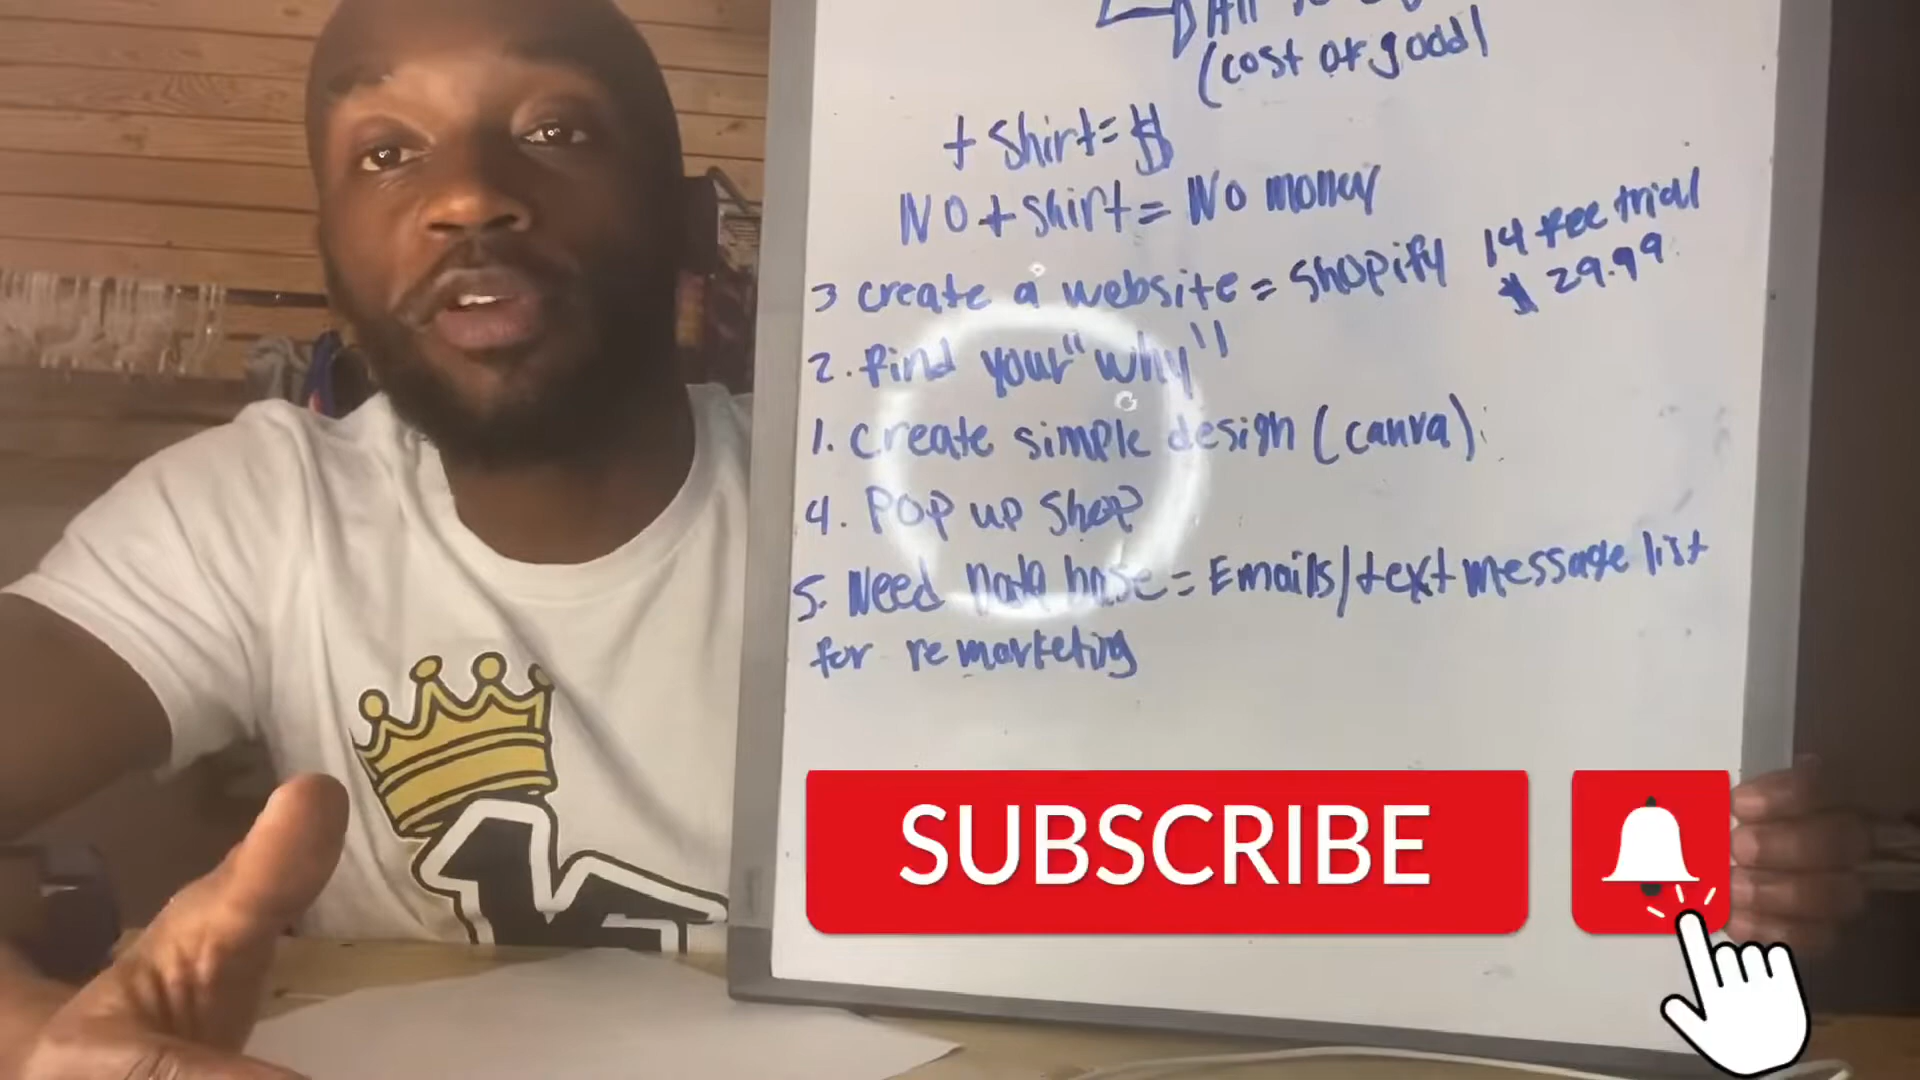 (cost of good)
t shirt = $
NO t shirt = No money
3 create a website = shopify 14 free trial
$ 29.99
2. find your "why"
1. create simple design (canva)
4. Pop up shop
5. Need Data base = Emails/text message list
for remarketing
SUBSCRIBE